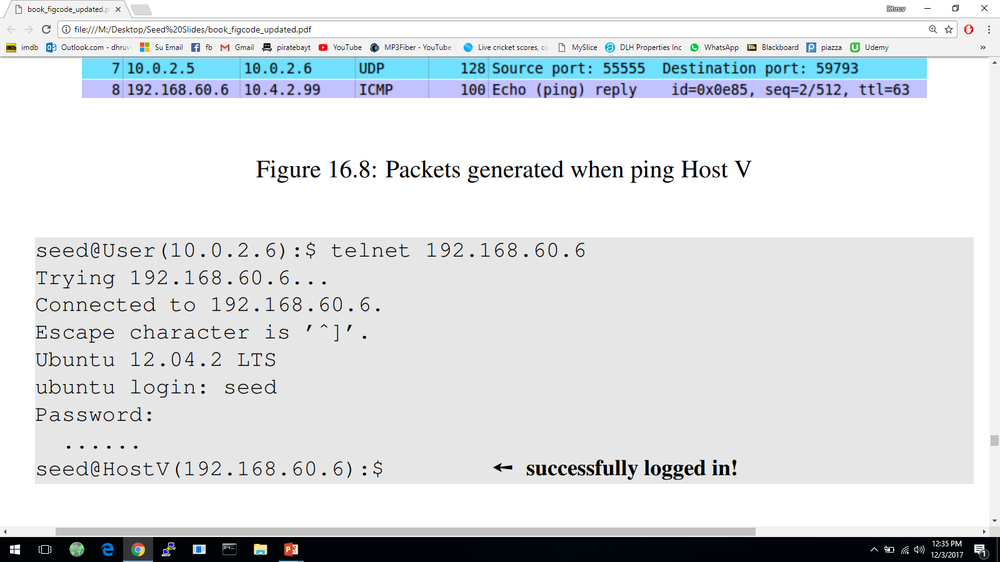 book_figcode_updated.p
Dhruv
file:///M:/Desktop/Seed%20Slides/book_figcode_updated.pdf
IMDb imdb Outlook.com - dhruv Su Email fb Gmail piratebayt YouTube MP3Fiber - YouTube Live cricket scores, co MySlice DLH Properties Inc WhatsApp Bb Blackboard piazza Udemy »
7 10.0.2.5 10.0.2.6 UDP 128 Source port: 55555 Destination port: 59793
8 192.168.60.6 10.4.2.99 ICMP 100 Echo (ping) reply id=0x0e85, seq=2/512, ttl=63
Figure 16.8: Packets generated when ping Host V
seed@User(10.0.2.6):$ telnet 192.168.60.6
Trying 192.168.60.6...
Connected to 192.168.60.6.
Escape character is ’^]’.
Ubuntu 12.04.2 LTS
ubuntu login: seed
Password:
......
seed@HostV(192.168.60.6):$ ← successfully logged in!
12:35 PM
12/3/2017
1